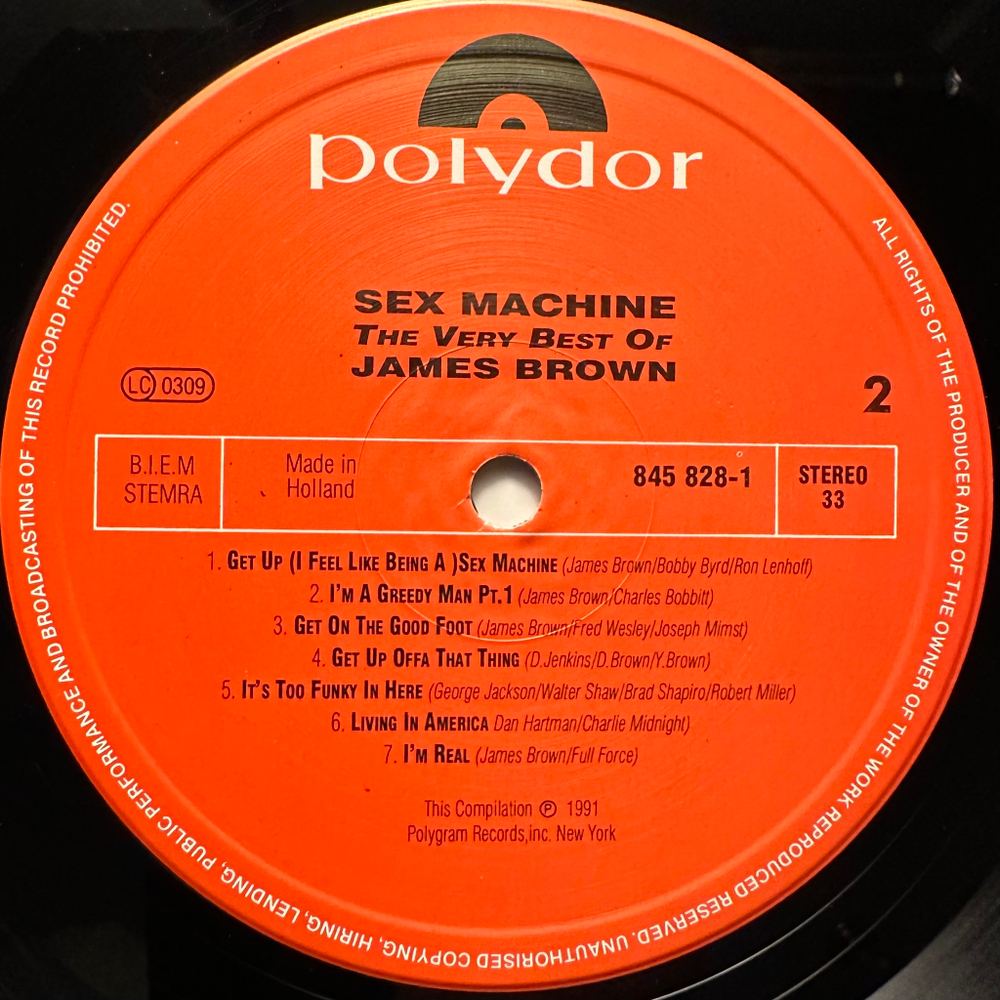 polydor
SEX MACHINE
THE VERY BEST OF
JAMES BROWN
LC 0309
2
B.I.E.M
STEMRA
Made in
Holland
845 828-1
STEREO
33
1. GET UP (I FEEL LIKE BEING A )SEX MACHINE (James Brown/Bobby Byrd/Ron Lenhoff)
2. I'M A GREEDY MAN PT.1 (James Brown/Charles Bobbitt)
3. GET ON THE GOOD FOOT (James Brown/Fred Wesley/Joseph Mimst)
4. GET UP OFFA THAT THING (D.Jenkins/D.Brown/Y.Brown)
5. IT'S TOO FUNKY IN HERE (George Jackson/Walter Shaw/Brad Shapiro/Robert Miller)
6. LIVING IN AMERICA Dan Hartman/Charlie Midnight)
7. I'M REAL (James Brown/Full Force)
This Compilation ℗ 1991
Polygram Records,inc. New York
ALL RIGHTS OF THE PRODUCER AND OF THE OWNER OF THE WORK REPRODUCED RESERVED. UNAUTHORISED COPYING, HIRING, LENDING, PUBLIC PERFORMANCE AND BROADCASTING OF THIS RECORD PROHIBITED.